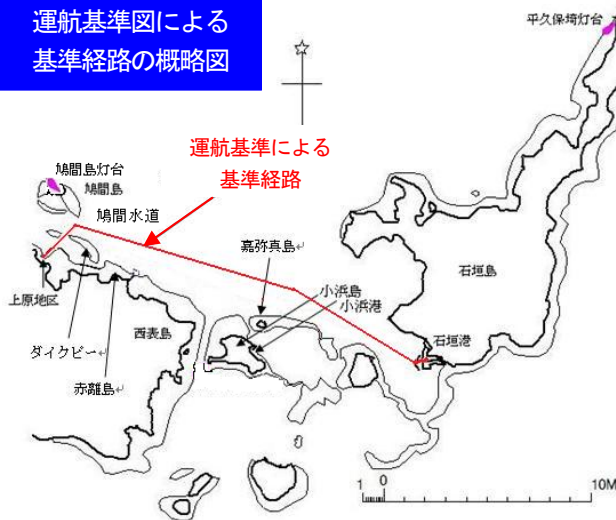 運航基準図による
基準経路の概略図
平久保埼灯台
運航基準による
基準経路
鳩間島灯台
鳩間島
鳩間水道
嘉弥真島
石垣島
小浜島
小浜港
上原地区
西表島
石垣港
ダイクビー
赤離島
1 0 10M